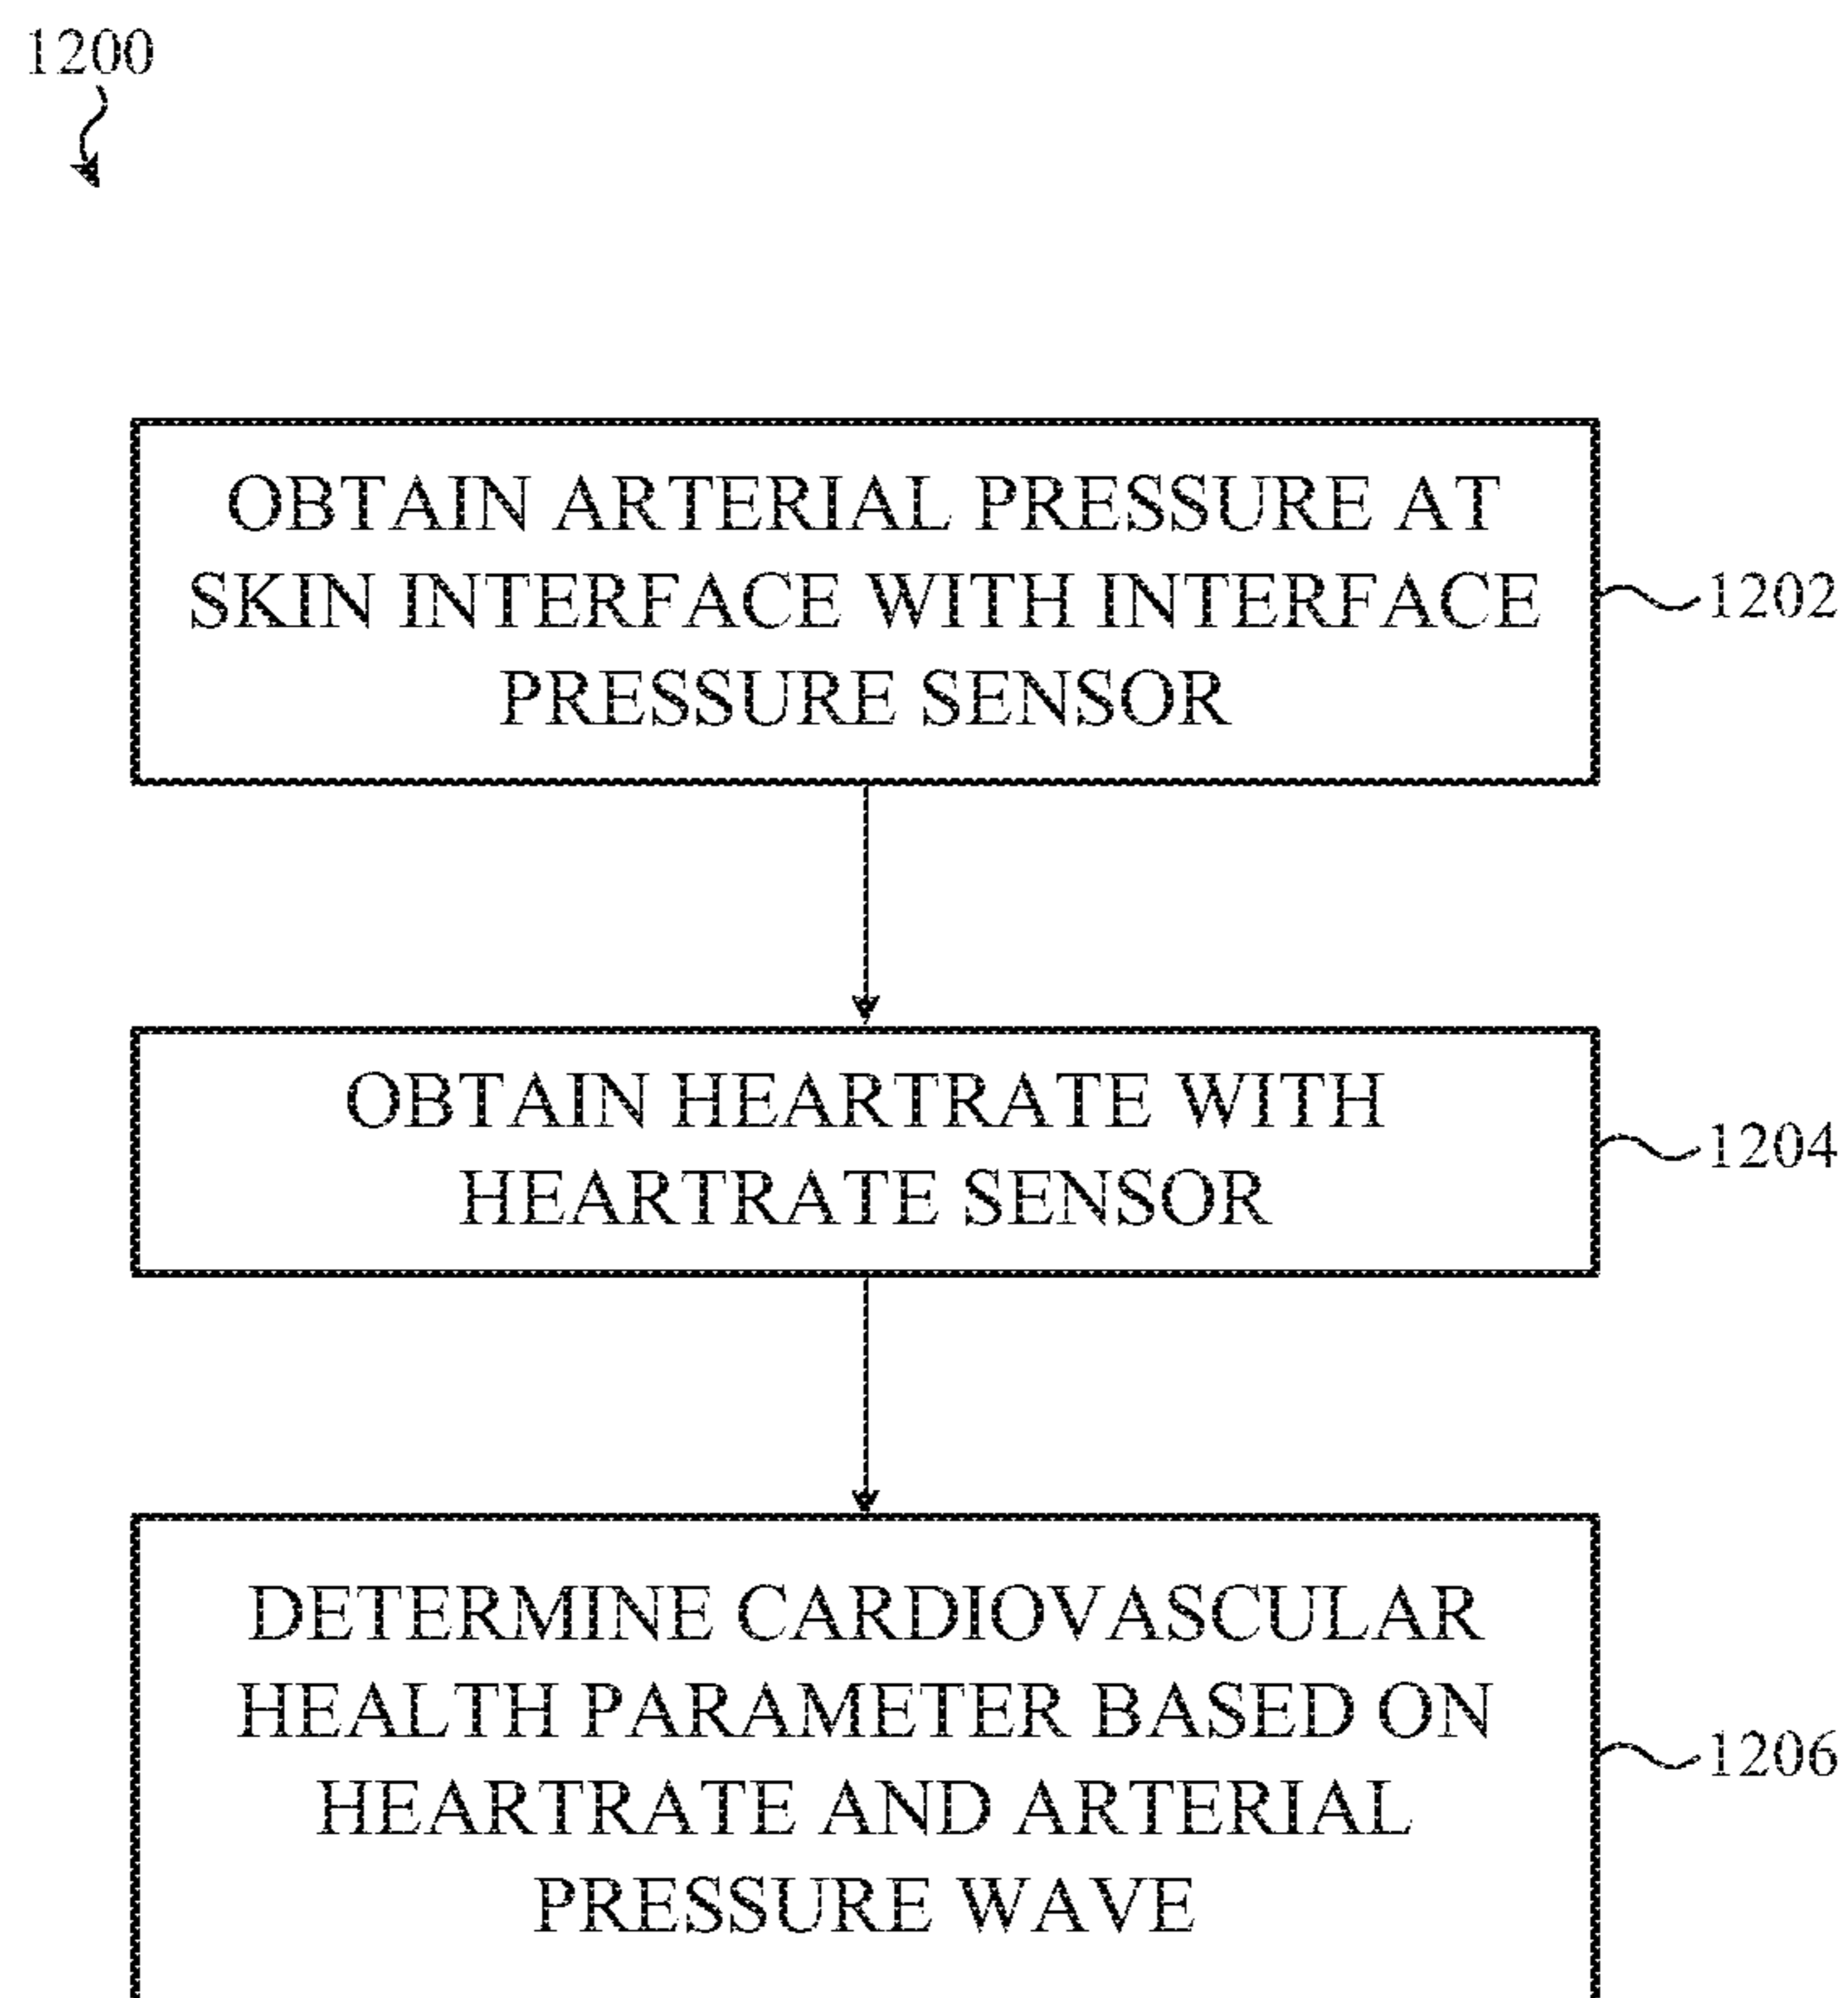 1200
OBTAIN ARTERIAL PRESSURE AT
SKIN INTERFACE WITH INTERFACE
PRESSURE SENSOR
1202
OBTAIN HEARTRATE WITH
HEARTRATE SENSOR
1204
DETERMINE CARDIOVASCULAR
HEALTH PARAMETER BASED ON
HEARTRATE AND ARTERIAL
PRESSURE WAVE
1206